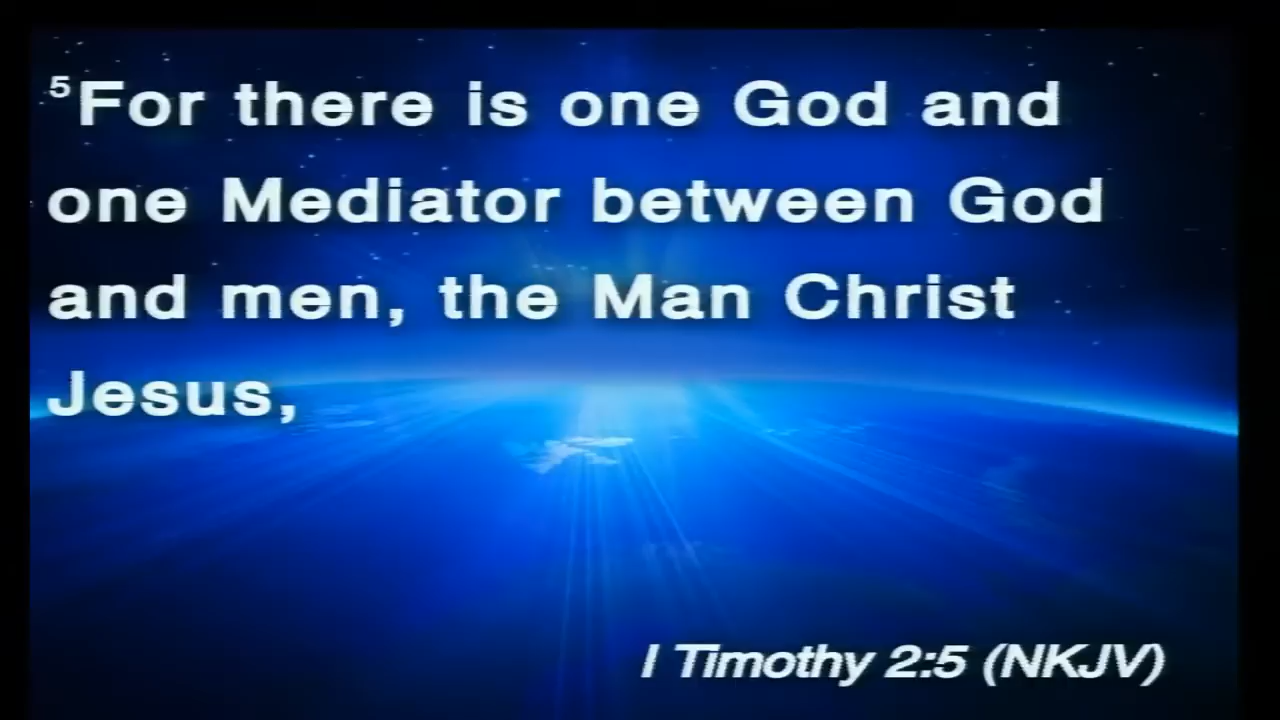 ⁵For there is one God and
one Mediator between God
and men, the Man Christ
Jesus,
I Timothy 2:5 (NKJV)